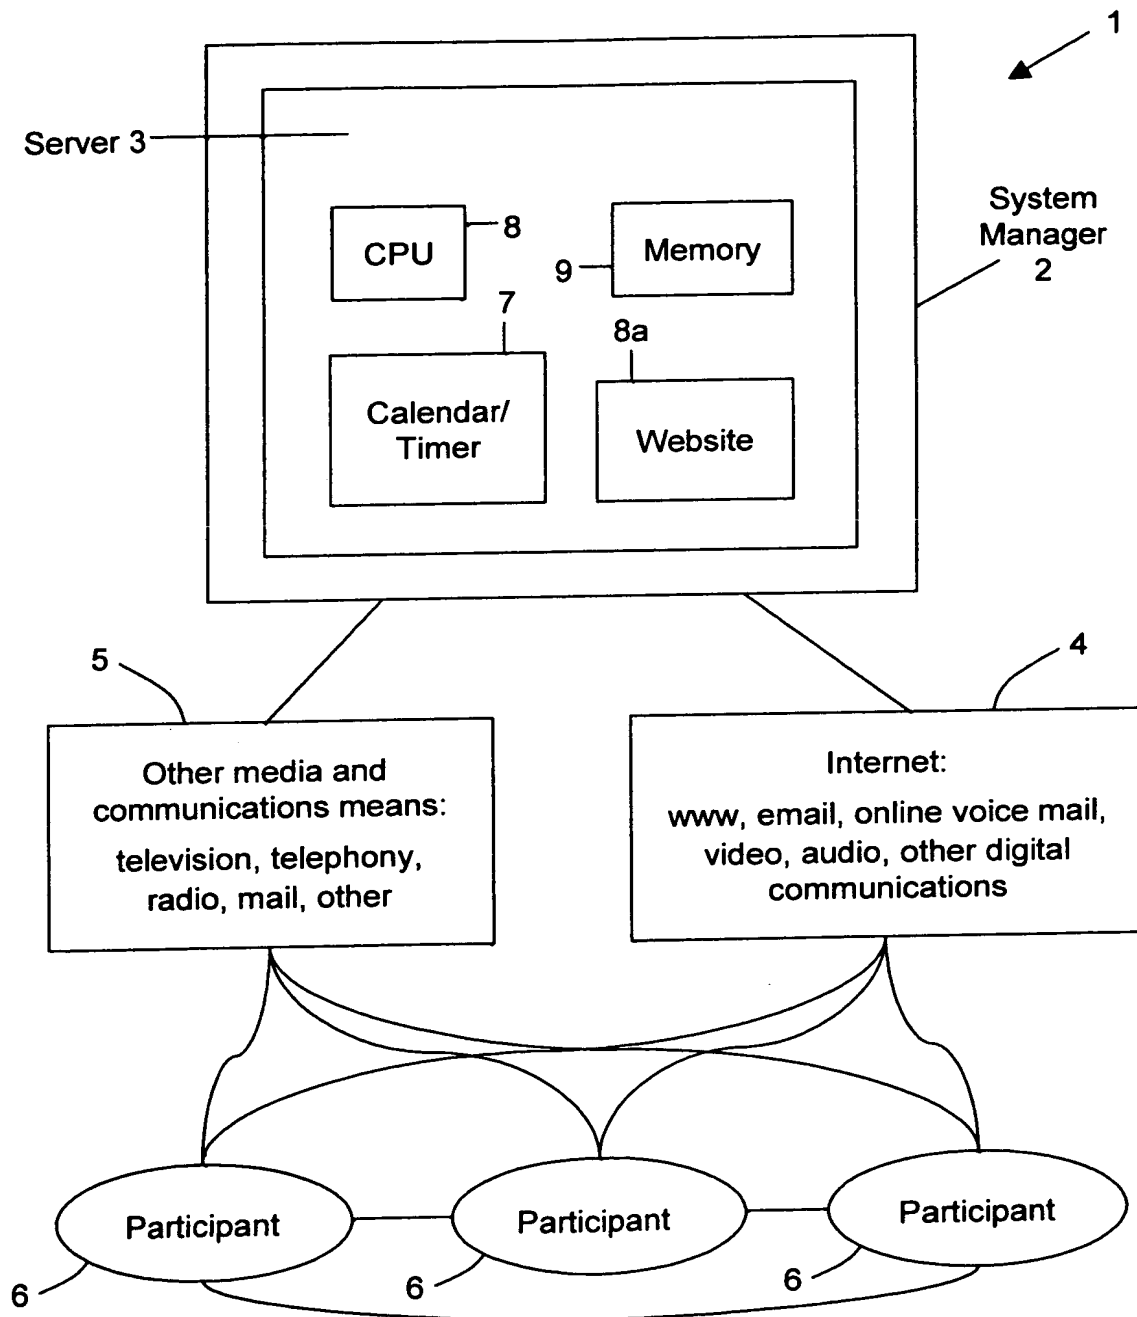 1
Server 3
System
Manager
2
CPU
8
Memory
9
7
8a
Calendar/
Timer
Website
5
4
Other media and
communications means:
television, telephony,
radio, mail, other
Internet:
www, email, online voice mail,
video, audio, other digital
communications
Participant
Participant
Participant
6
6
6